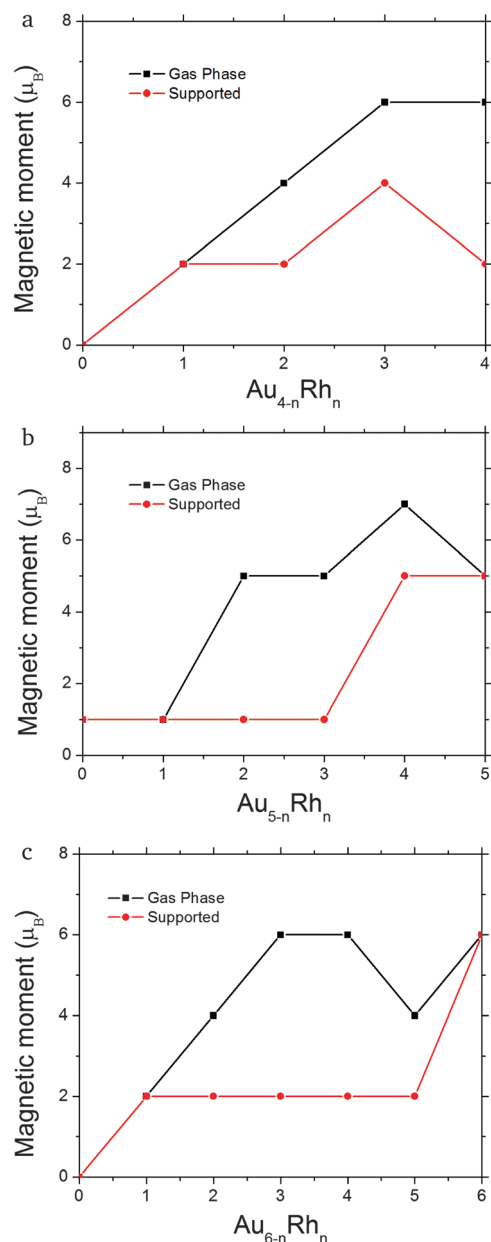 a
Magnetic moment (μB)
8
6
4
2
0
Gas Phase
Supported
0 1 2 3 4
Au4-nRhn
b
Magnetic moment (μB)
8
6
4
2
0
Gas Phase
Supported
0 1 2 3 4 5
Au5-nRhn
c
Magnetic moment (μB)
8
6
4
2
0
Gas Phase
Supported
0 1 2 3 4 5 6
Au6-nRhn